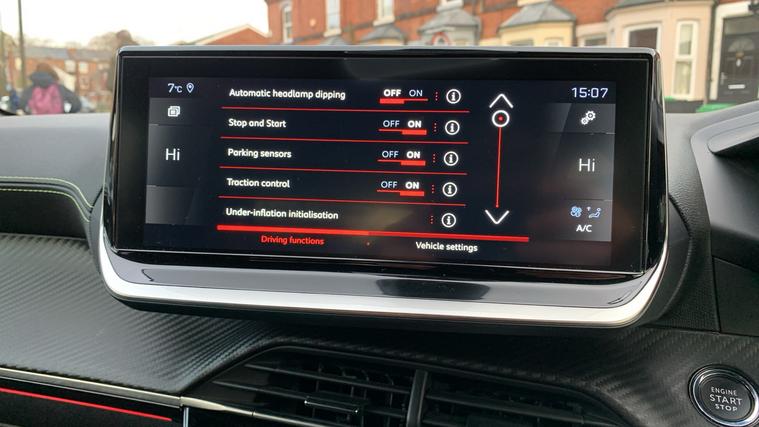 7°C
15:07
Automatic headlamp dipping OFF ON
Stop and Start OFF ON
Hi
Parking sensors OFF ON
Hi
Traction control OFF ON
Under-inflation initialisation
A/C
Driving functions Vehicle settings
ENGINE
START
STOP